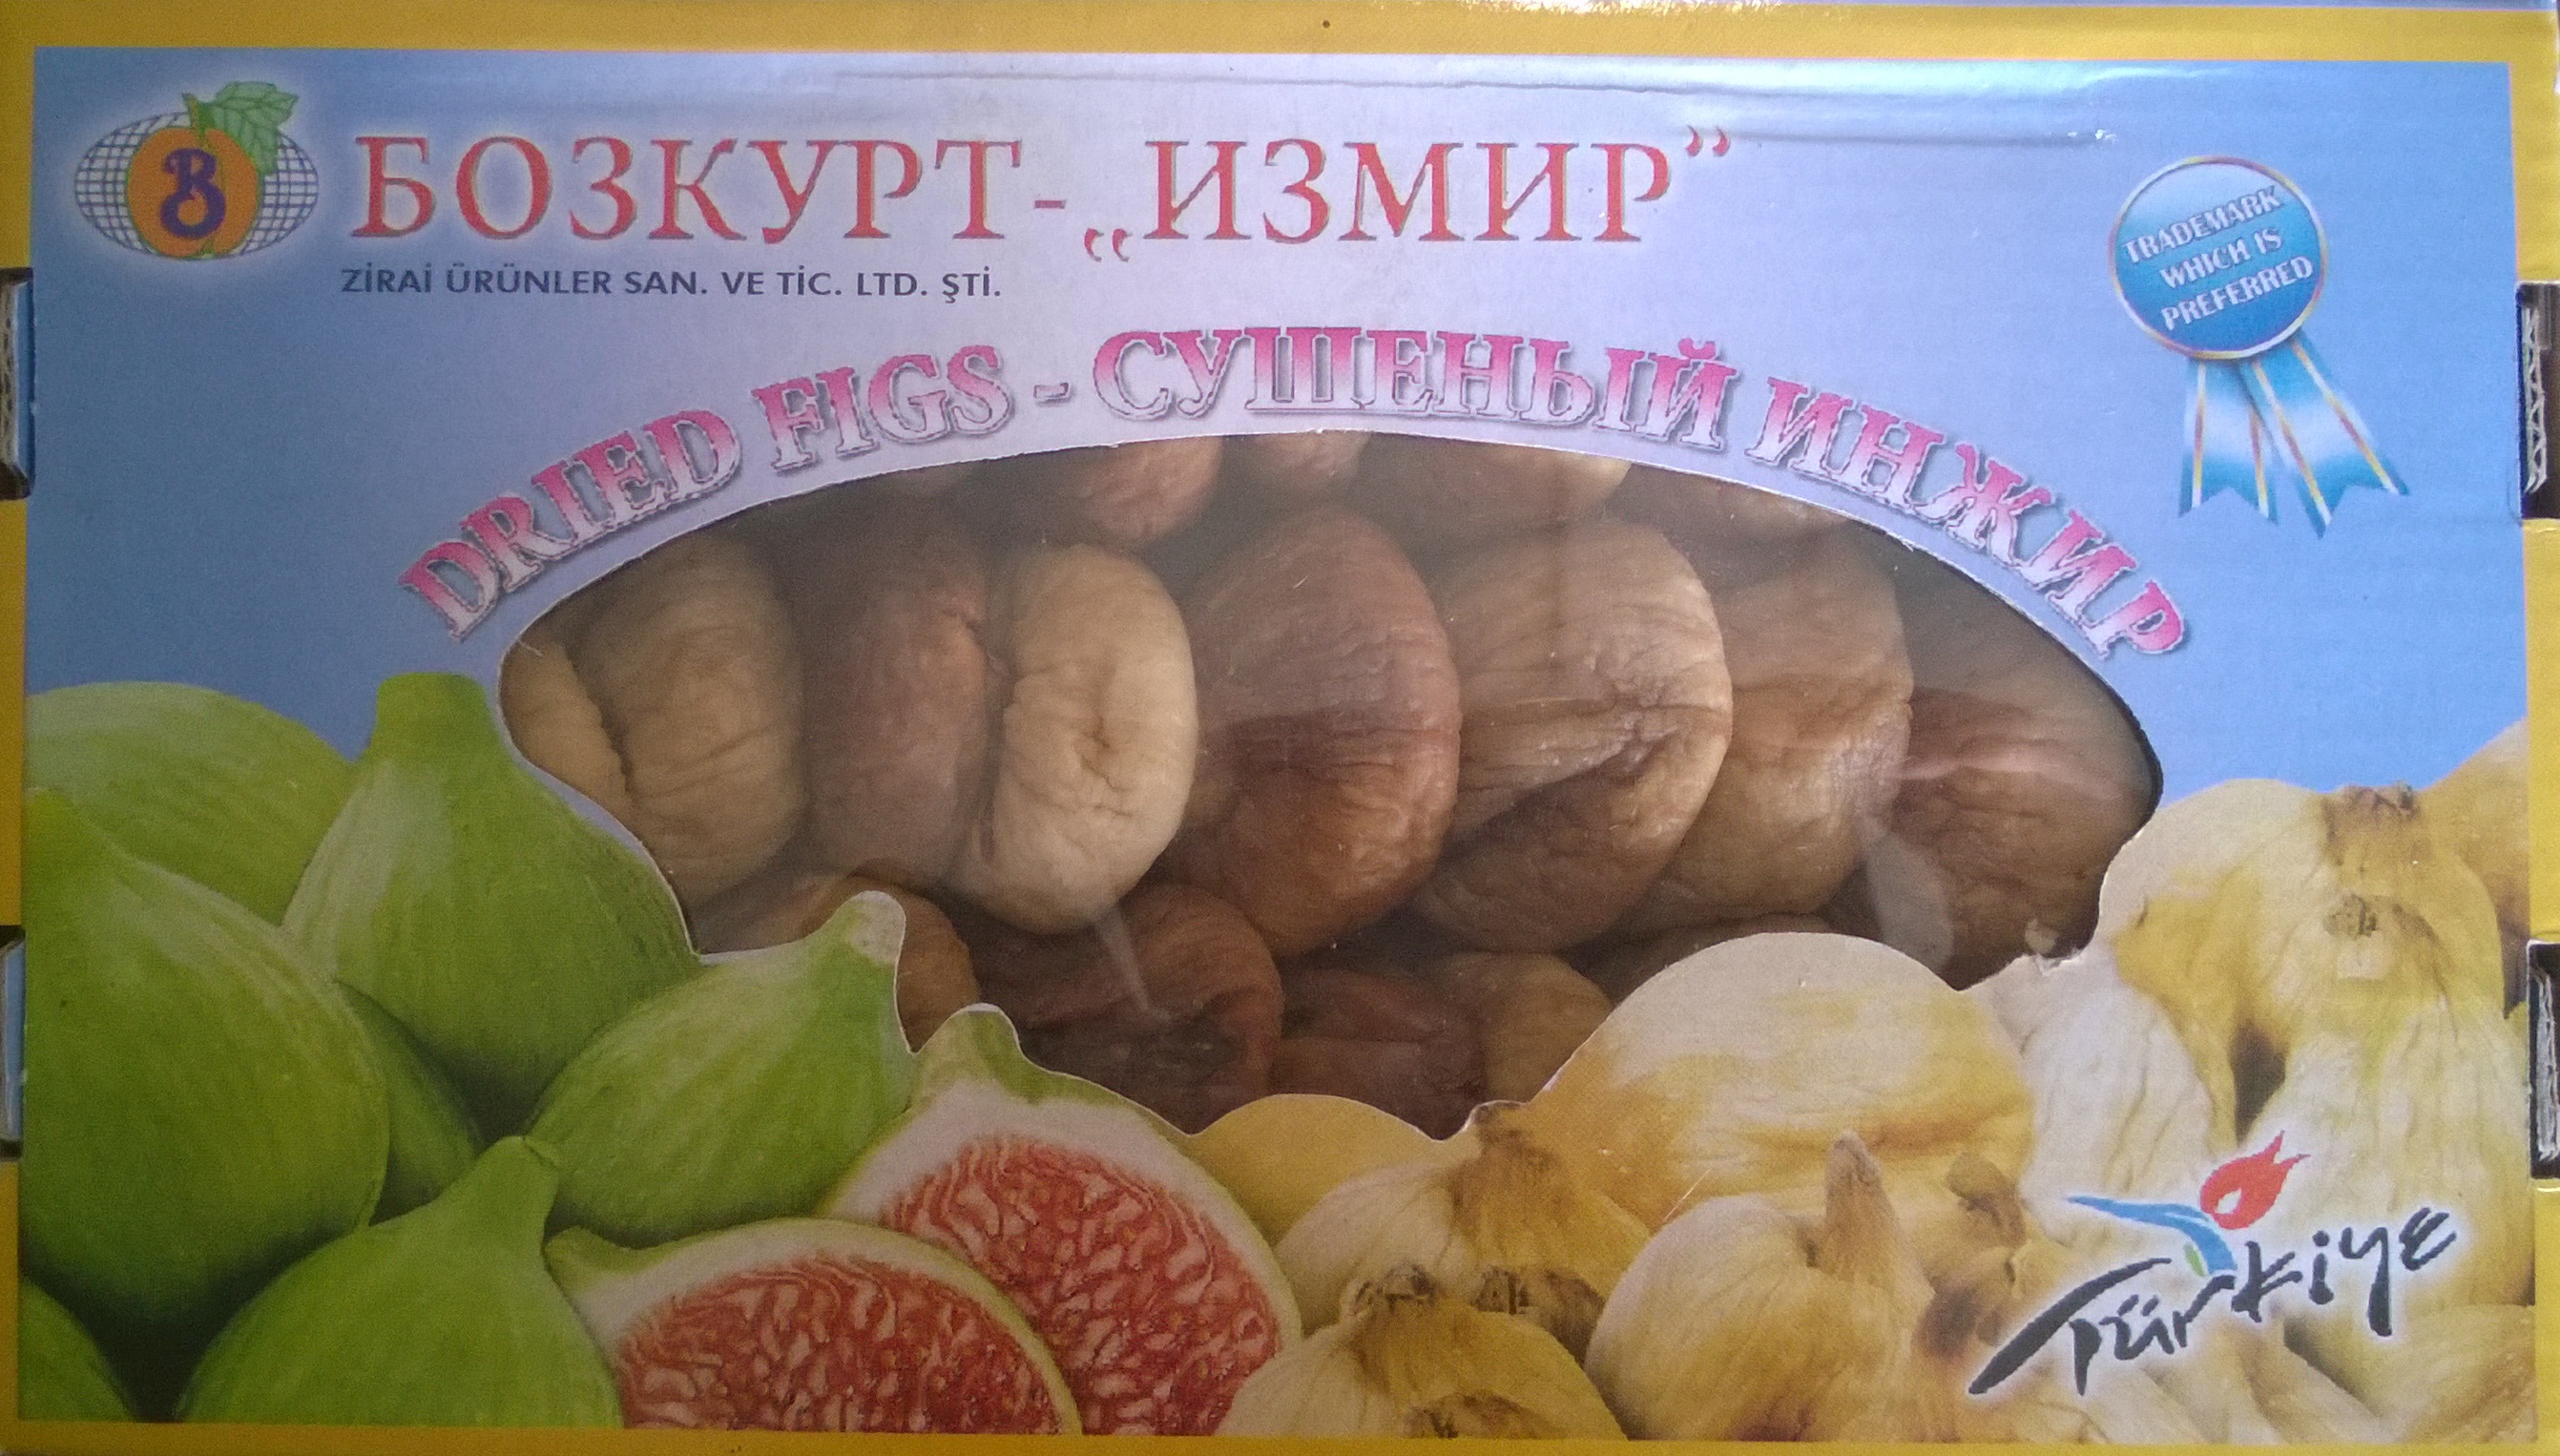 B
БОЗКУРТ - „ИЗМИР”
ZİRAİ ÜRÜNLER SAN. VE TİC. LTD. ŞTİ.
TRADEMARK
WHICH IS
PREFERRED
DRIED FIGS - СУШЕНЫЙ ИНЖИР
Türkiye